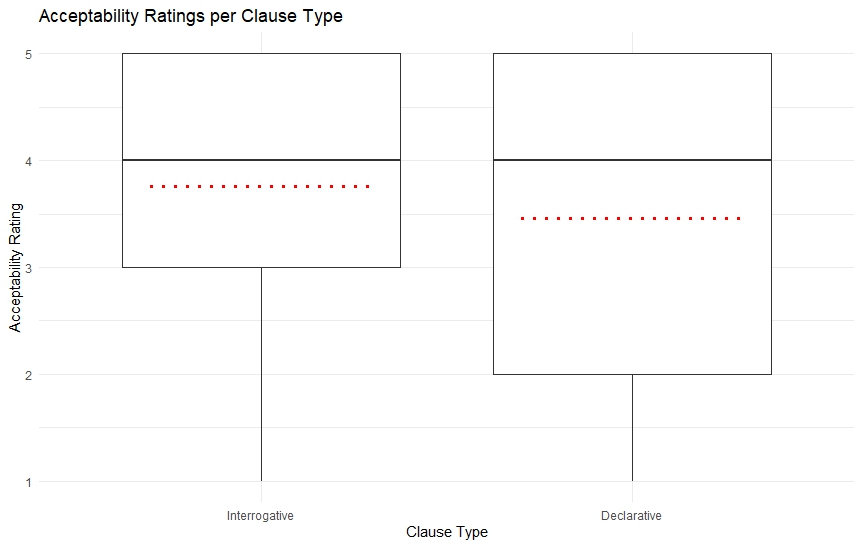 Acceptability Ratings per Clause Type
Acceptability Rating
5
4
3
2
1
Interrogative
Declarative
Clause Type